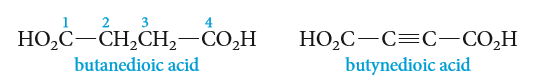 1 2 3 4
HO₂C—CH₂CH₂—CO₂H HO₂C—C≡C—CO₂H
butanedioic acid butynedioic acid